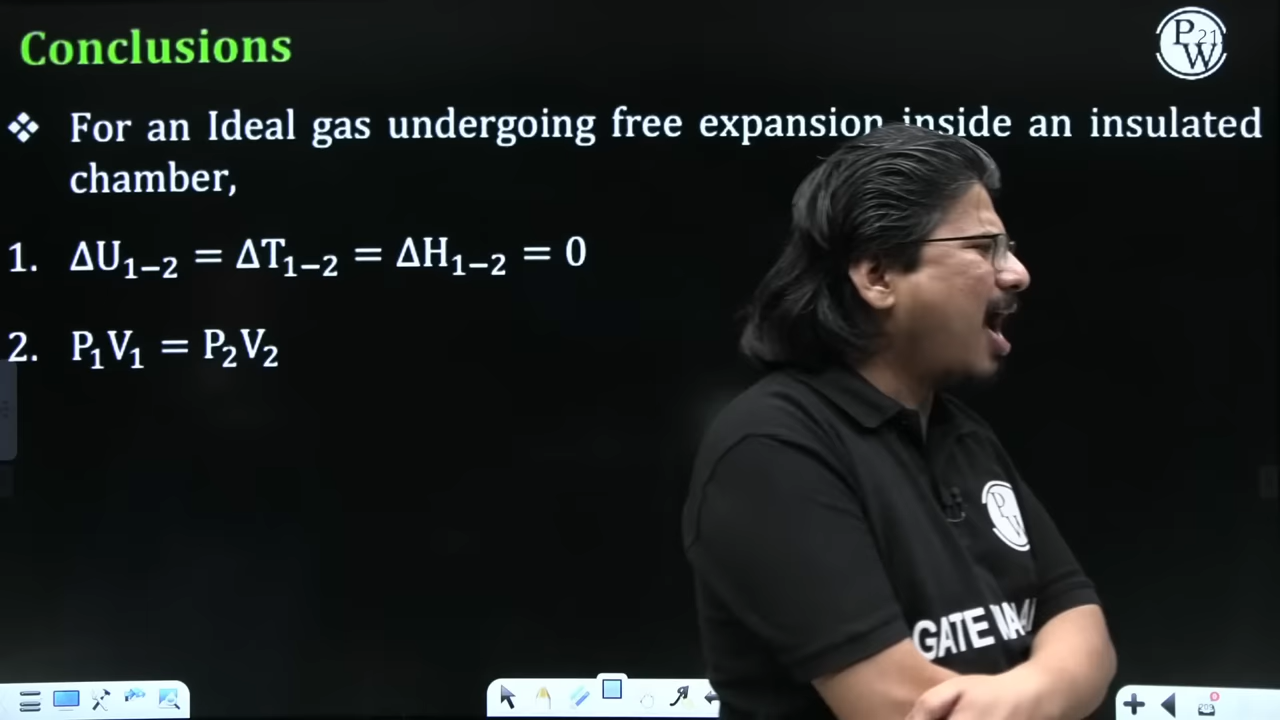 Conclusions
P 21
W
❖ For an Ideal gas undergoing free expansion inside an insulated
chamber,
1. ΔU₁₋₂ = ΔT₁₋₂ = ΔH₁₋₂ = 0
2. P₁V₁ = P₂V₂
P
W
GATE